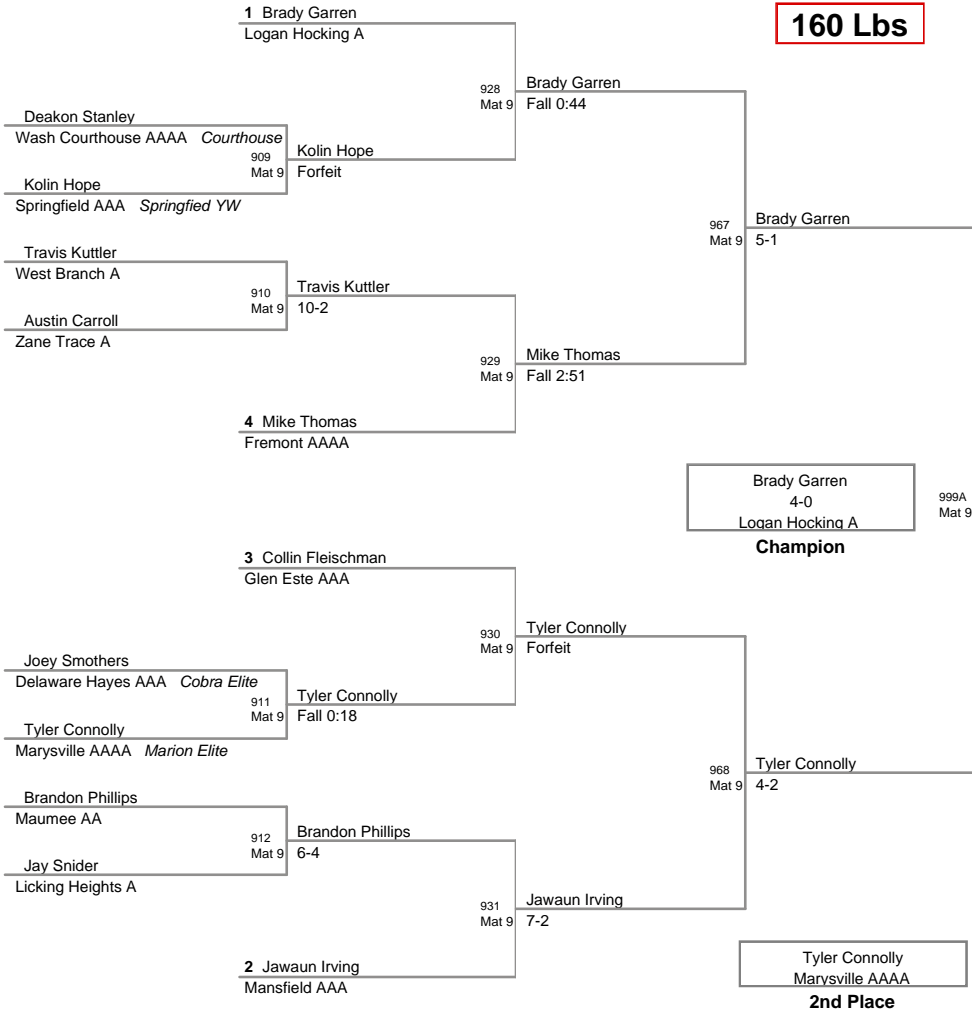 160 Lbs
1 Brady Garren
Logan Hocking A
928
Mat 9
Brady Garren
Fall 0:44
Deakon Stanley
Wash Courthouse AAAA Courthouse
909
Mat 9
Kolin Hope
Forfeit
Kolin Hope
Springfield AAA Springfied YW
967
Mat 9
Brady Garren
5-1
Travis Kuttler
West Branch A
910
Mat 9
Travis Kuttler
10-2
Austin Carroll
Zane Trace A
929
Mat 9
Mike Thomas
Fall 2:51
4 Mike Thomas
Fremont AAAA
Brady Garren
4-0
Logan Hocking A
Champion
999A
Mat 9
3 Collin Fleischman
Glen Este AAA
930
Mat 9
Tyler Connolly
Forfeit
Joey Smothers
Delaware Hayes AAA Cobra Elite
911
Mat 9
Tyler Connolly
Fall 0:18
Tyler Connolly
Marysville AAAA Marion Elite
968
Mat 9
Tyler Connolly
4-2
Brandon Phillips
Maumee AA
912
Mat 9
Brandon Phillips
6-4
Jay Snider
Licking Heights A
931
Mat 9
Jawaun Irving
7-2
2 Jawaun Irving
Mansfield AAA
Tyler Connolly
Marysville AAAA
2nd Place